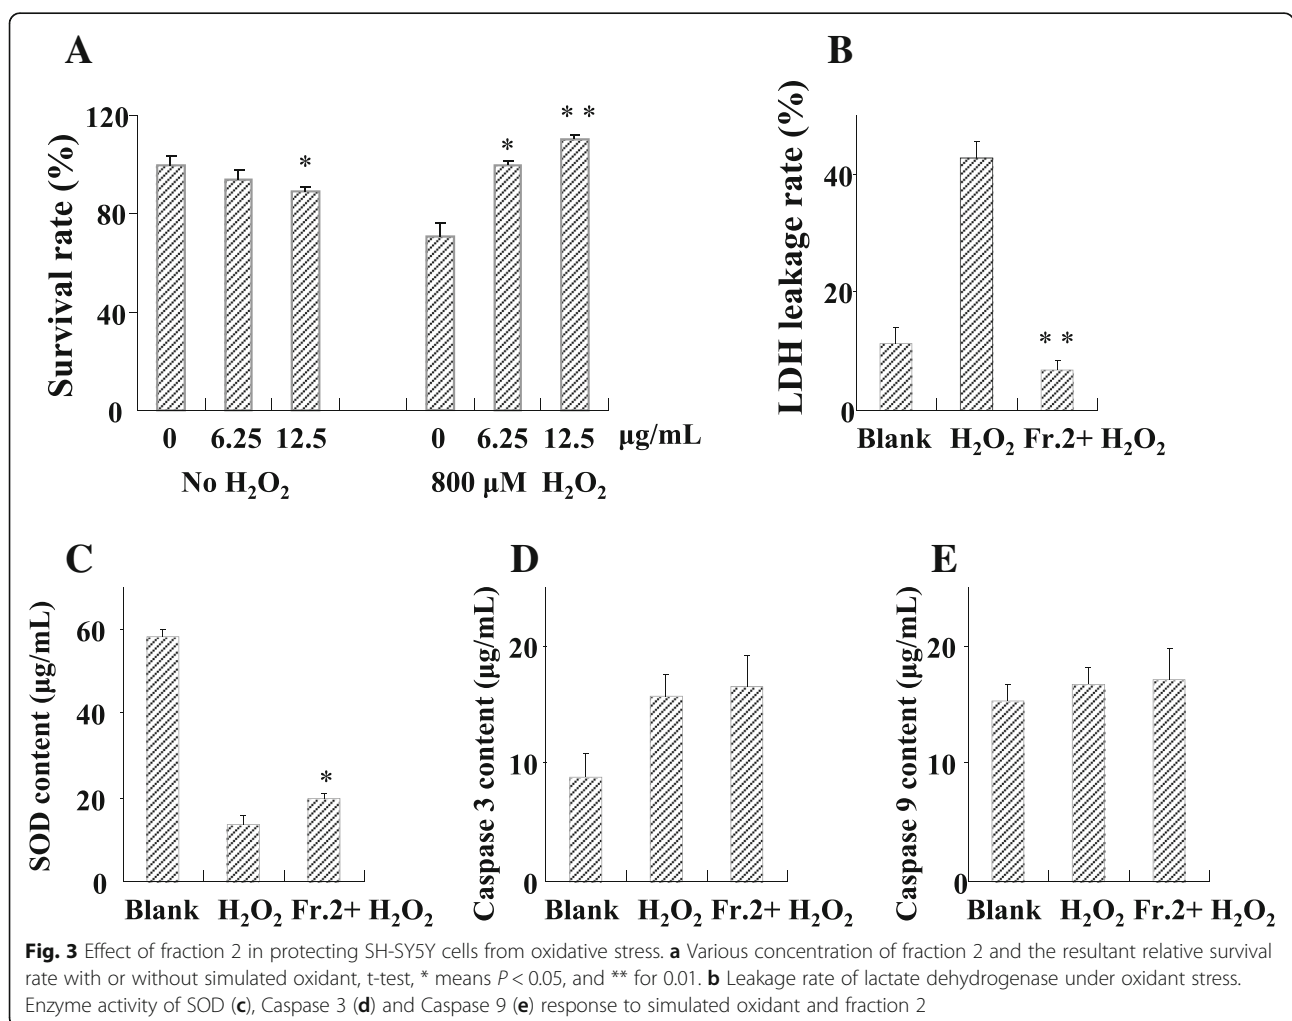 A
B
Survival rate (%)
120
80
40
0
* * *
*
*
0 6.25 12.5 0 6.25 12.5 µg/mL
No H₂O₂ 800 µM H₂O₂
LDH leakage rate (%)
40
20
0
* *
Blank H₂O₂ Fr.2+ H₂O₂
C
D
E
SOD content (µg/mL)
60
40
20
0
*
Blank H₂O₂ Fr.2+ H₂O₂
Caspase 3 content (µg/mL)
20
10
0
Blank H₂O₂ Fr.2+ H₂O₂
Caspase 9 content (µg/mL)
20
10
0
Blank H₂O₂ Fr.2+ H₂O₂
Fig. 3 Effect of fraction 2 in protecting SH-SY5Y cells from oxidative stress. a Various concentration of fraction 2 and the resultant relative survival
rate with or without simulated oxidant, t-test, * means P < 0.05, and ** for 0.01. b Leakage rate of lactate dehydrogenase under oxidant stress.
Enzyme activity of SOD (c), Caspase 3 (d) and Caspase 9 (e) response to simulated oxidant and fraction 2